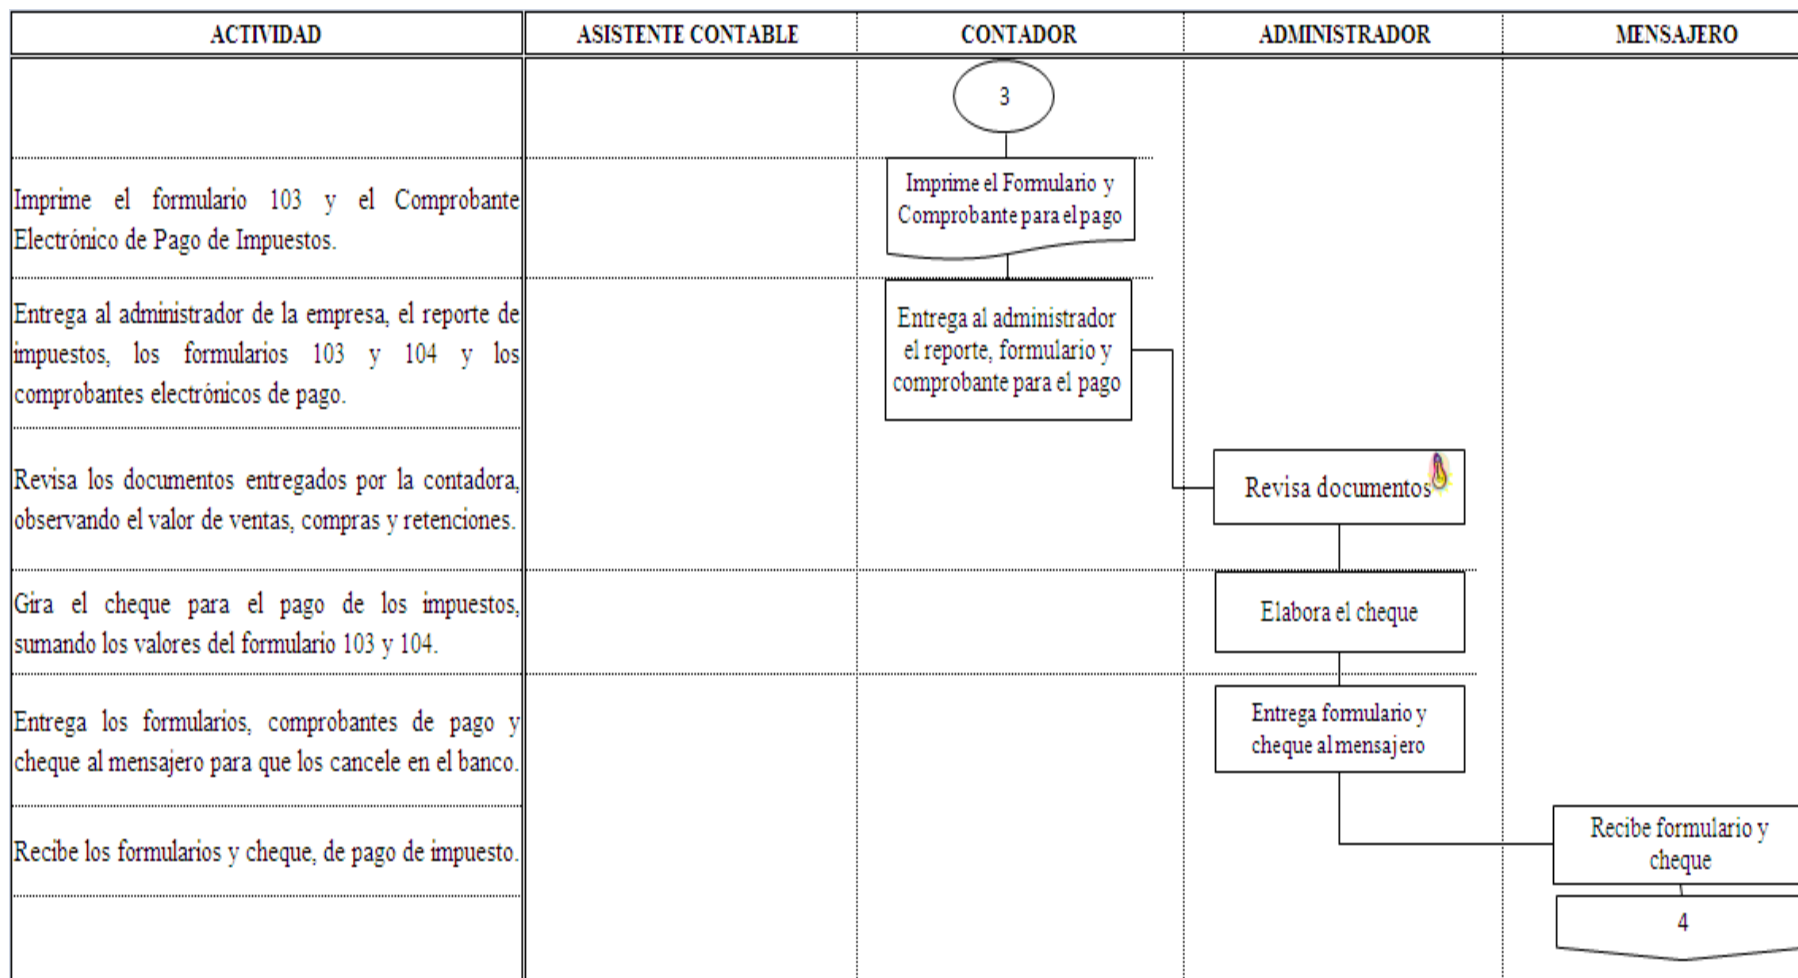 ACTIVIDAD
ASISTENTE CONTABLE
CONTADOR
ADMINISTRADOR
MENSAJERO
3
Imprime el formulario 103 y el Comprobante
Electrónico de Pago de Impuestos.
Imprime el Formulario y
Comprobante para el pago
Entrega al administrador de la empresa, el reporte de
impuestos, los formularios 103 y 104 y los
comprobantes electrónicos de pago.
Entrega al administrador
el reporte, formulario y
comprobante para el pago
Revisa los documentos entregados por la contadora,
observando el valor de ventas, compras y retenciones.
Revisa documentos
Gira el cheque para el pago de los impuestos,
sumando los valores del formulario 103 y 104.
Elabora el cheque
Entrega los formularios, comprobantes de pago y
cheque al mensajero para que los cancele en el banco.
Entrega formulario y
cheque al mensajero
Recibe los formularios y cheque, de pago de impuesto.
Recibe formulario y
cheque
4